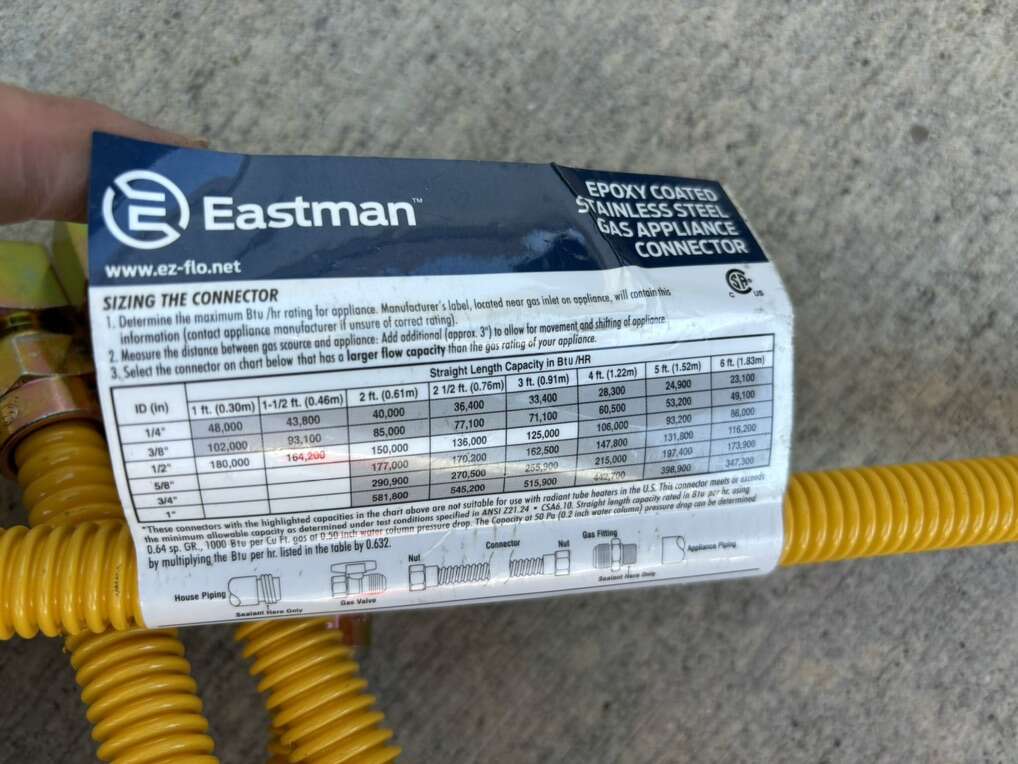 Eastman™
EPOXY COATED
STAINLESS STEEL
GAS APPLIANCE
CONNECTOR
www.ez-flo.net
C US
SIZING THE CONNECTOR
1. Determine the maximum Btu /hr rating for appliance. Manufacturer's label, located near gas inlet on appliance, will contain this
information (contact appliance manufacturer if unsure of correct rating).
2. Measure the distance between gas scource and appliance: Add additional (approx. 3") to allow for movement and shifting of appliance.
3. Select the connector on chart below that has a larger flow capacity than the gas rating of your appliance.
Straight Length Capacity in Btu /HR
ID (in) 1 ft. (0.30m) 1-1/2 ft. (0.46m) 2 ft. (0.61m) 2 1/2 ft. (0.76m) 3 ft. (0.91m) 4 ft. (1.22m) 5 ft. (1.52m) 6 ft. (1.83m)
1/4" 48,000 43,800 40,000 36,400 33,400 28,300 24,900 23,100
3/8" 102,000 93,100 85,000 77,100 71,100 60,500 53,200 49,100
1/2" 180,000 164,200 150,000 136,000 125,000 106,000 93,200 86,000
5/8" 177,000 170,200 162,500 147,800 131,800 116,200
3/4" 290,900 270,500 255,900 215,000 197,400 173,900
1" 581,800 545,200 515,900 398,900 347,300
*These connectors with the highlighted capacities in the chart above are not suitable for use with radiant tube heaters in the U.S. This connector meets or exceeds
the minimum allowable capacity as determined under test conditions specified in ANSI Z21.24 • CSA6.10. Straight length capacity rated in Btu per hr. using
0.64 sp. GR., 1000 Btu per Cu Ft. gas at 0.50 inch water column pressure drop. The Capacity at 50 Pa (0.2 inch water column) pressure drop can be determined
by multiplying the Btu per hr. listed in the table by 0.632.
House Piping
Sealant Here Only
Gas Valve
Nut
Connector
Nut
Gas Fitting
Sealant Here Only
Appliance Piping